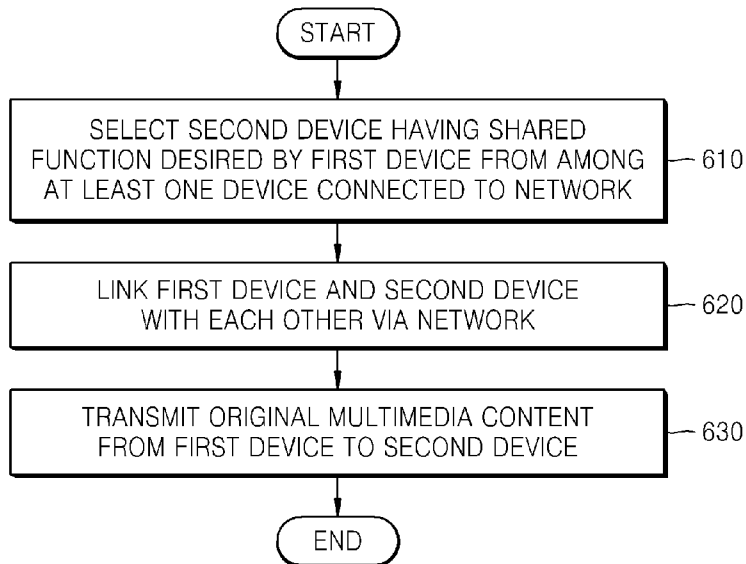 START
SELECT SECOND DEVICE HAVING SHARED
FUNCTION DESIRED BY FIRST DEVICE FROM AMONG
AT LEAST ONE DEVICE CONNECTED TO NETWORK
610
LINK FIRST DEVICE AND SECOND DEVICE
WITH EACH OTHER VIA NETWORK
620
TRANSMIT ORIGINAL MULTIMEDIA CONTENT
FROM FIRST DEVICE TO SECOND DEVICE
630
END